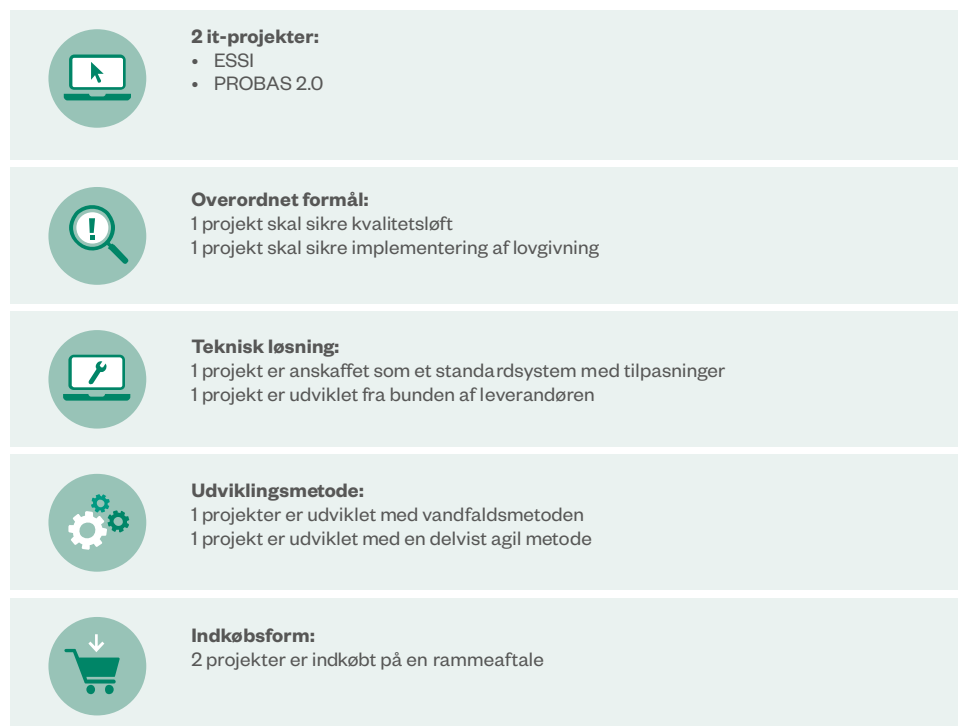 2 it-projekter:
• ESSI
• PROBAS 2.0
Overordnet formål:
1 projekt skal sikre kvalitetsløft
1 projekt skal sikre implementering af lovgivning
Teknisk løsning:
1 projekt er anskaffet som et standardsystem med tilpasninger
1 projekt er udviklet fra bunden af leverandøren
Udviklingsmetode:
1 projekter er udviklet med vandfaldsmetoden
1 projekt er udviklet med en delvist agil metode
Indkøbsform:
2 projekter er indkøbt på en rammeaftale